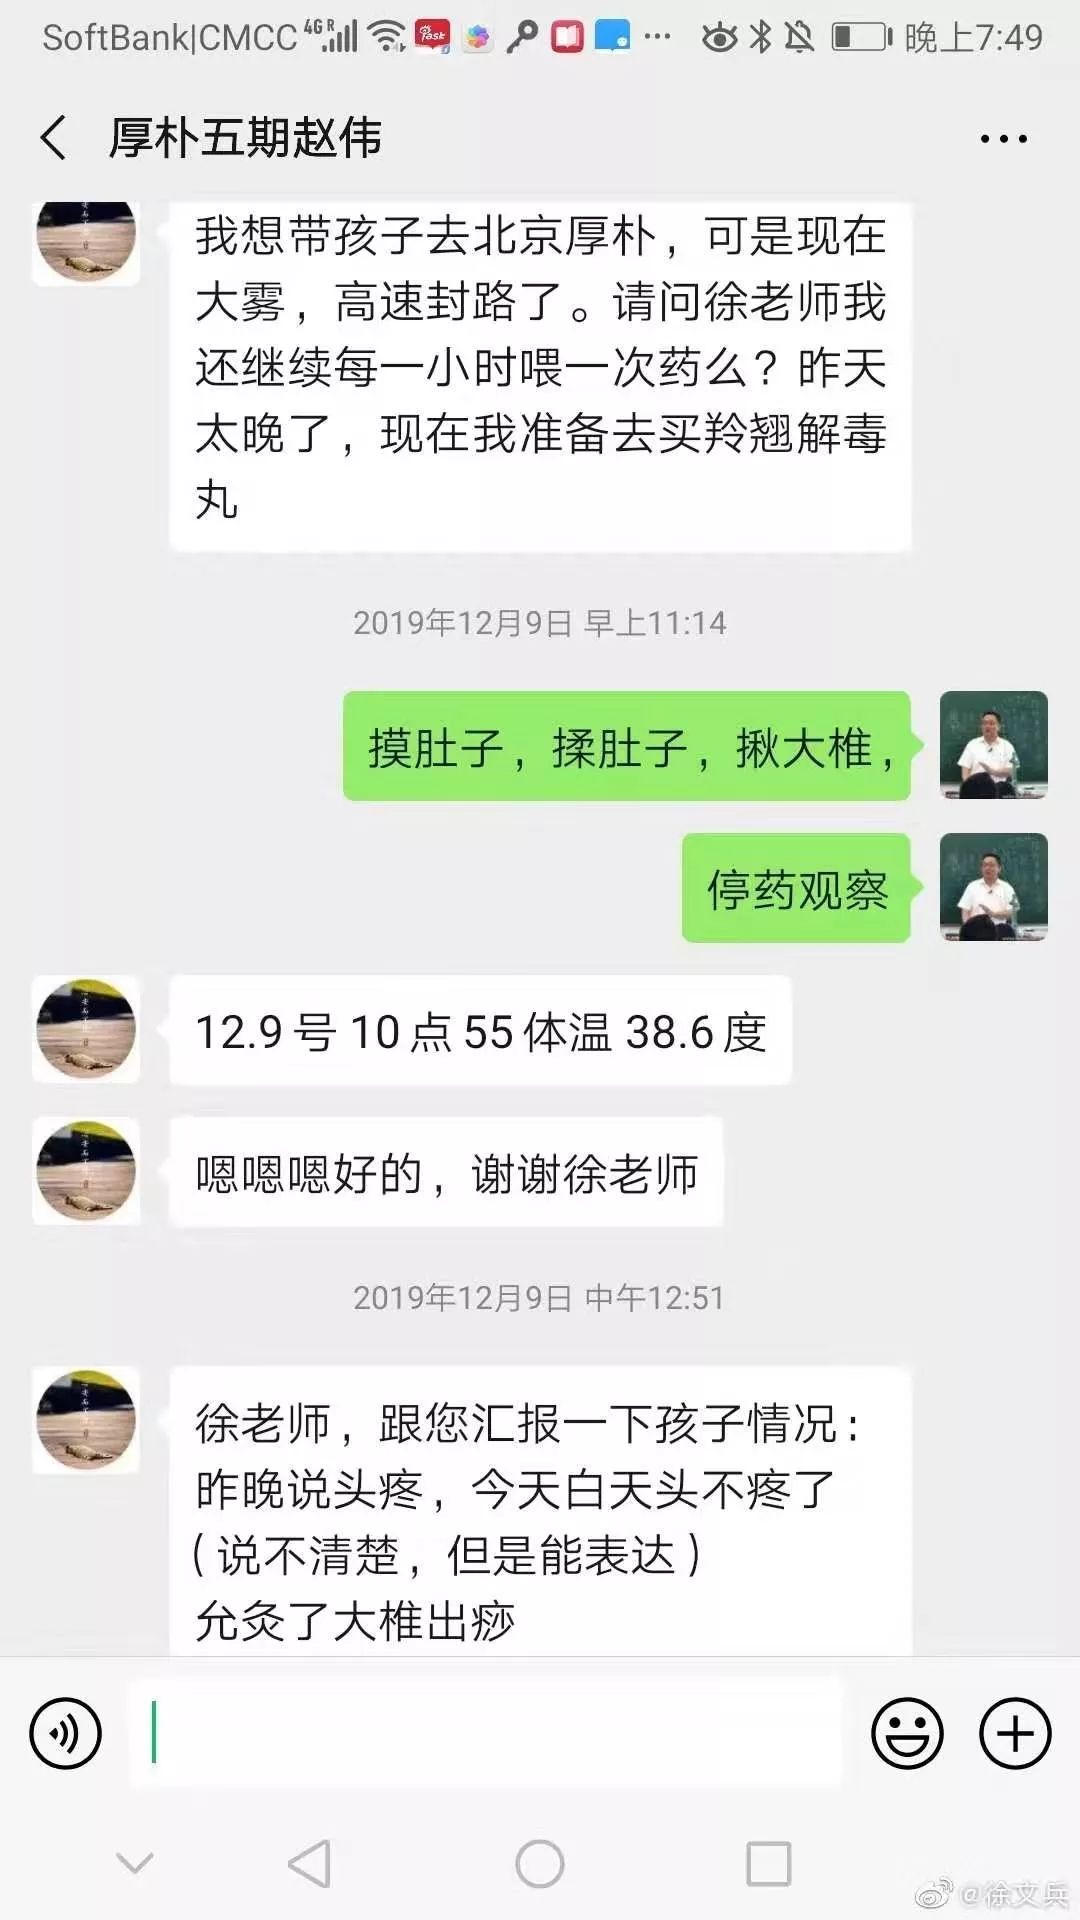 SoftBank|CMCC 4G R Task 晚上7:49
厚朴五期赵伟
我想带孩子去北京厚朴，可是现在
大雾，高速封路了。请问徐老师我
还继续每一小时喂一次药么？昨天
太晚了，现在我准备去买羚翘解毒
丸
2019年12月9日 早上11:14
摸肚子，揉肚子，揪大椎，
停药观察
12.9号10点55体温38.6度
嗯嗯嗯好的，谢谢徐老师
2019年12月9日 中午12:51
徐老师，跟您汇报一下孩子情况：
昨晚说头疼，今天白天头不疼了
（说不清楚，但是能表达）
允灸了大椎出痧
@徐文兵